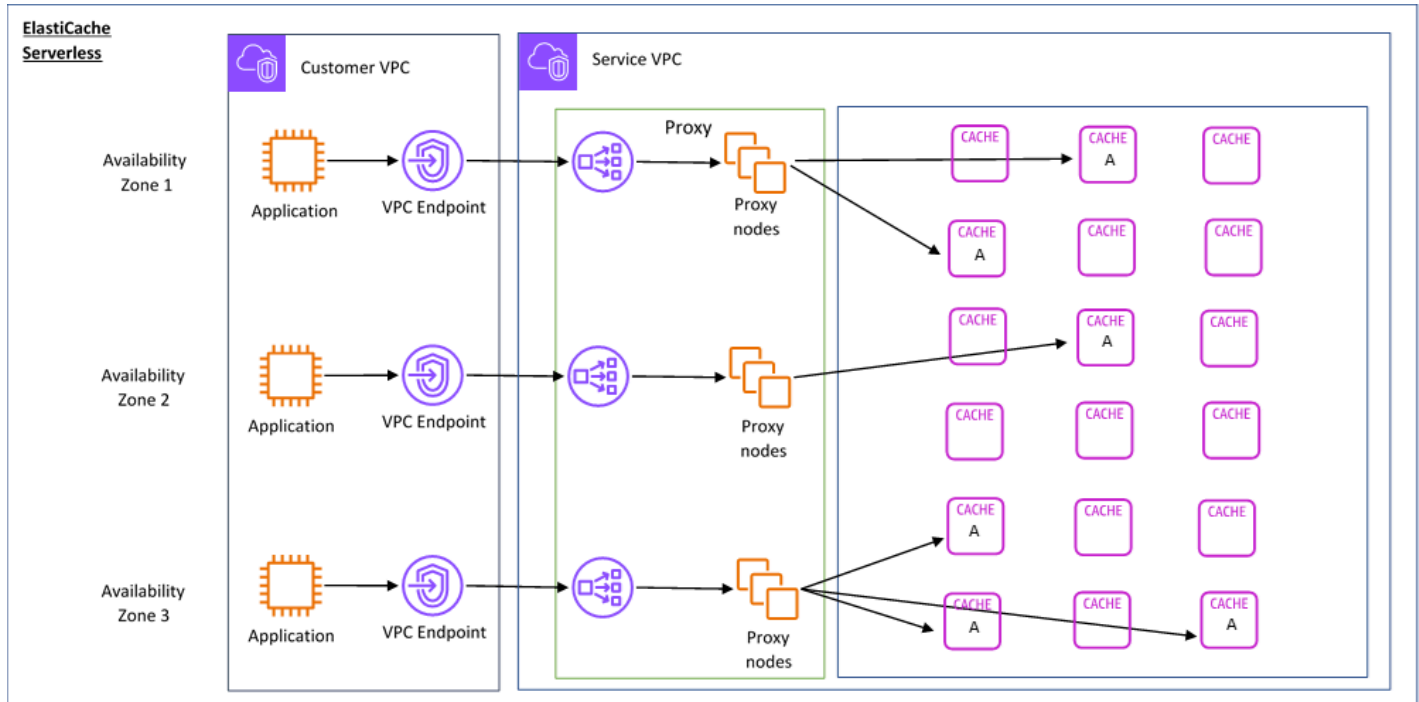 ElastiCache
Serverless
Customer VPC
Service VPC
Availability
Zone 1
Application
VPC Endpoint
Proxy
Proxy
nodes
CACHE
CACHE
A
CACHE
CACHE
A
CACHE
CACHE
Availability
Zone 2
Application
VPC Endpoint
Proxy
nodes
CACHE
CACHE
A
CACHE
CACHE
CACHE
CACHE
Availability
Zone 3
Application
VPC Endpoint
Proxy
nodes
CACHE
A
CACHE
CACHE
CACHE
A
CACHE
CACHE
A